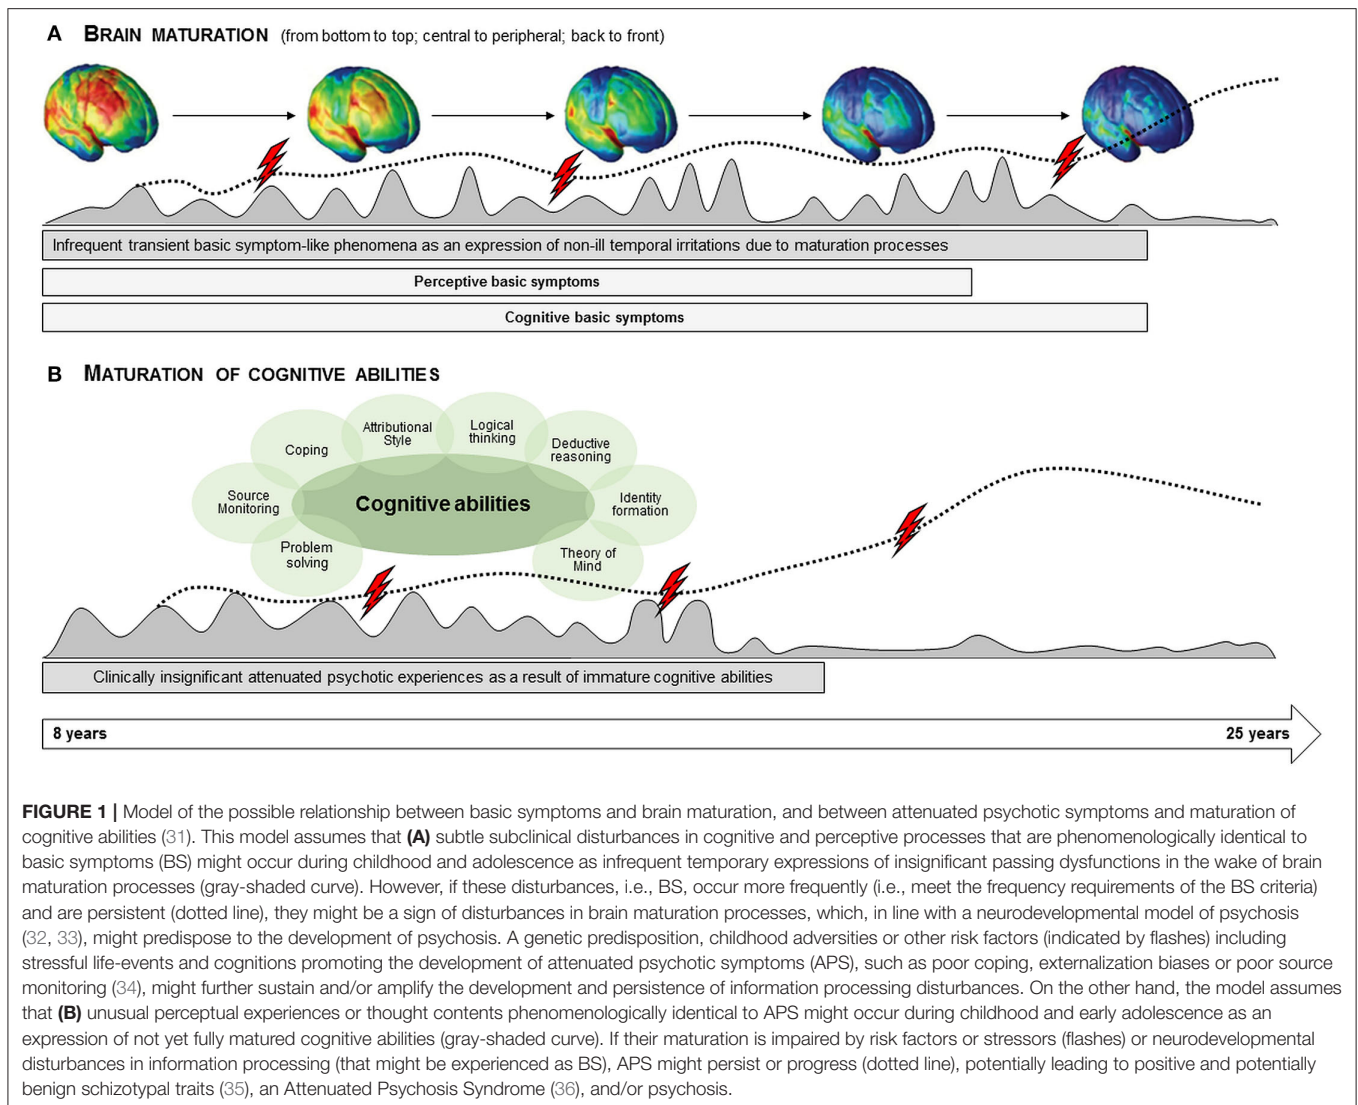 A BRAIN MATURATION (from bottom to top; central to peripheral; back to front)
Infrequent transient basic symptom-like phenomena as an expression of non-ill temporal irritations due to maturation processes
Perceptive basic symptoms
Cognitive basic symptoms
B MATURATION OF COGNITIVE ABILITIES
Attributional
Style
Logical
thinking
Coping
Deductive
reasoning
Source
Monitoring
Cognitive abilities
Identity
formation
Problem
solving
Theory of
Mind
Clinically insignificant attenuated psychotic experiences as a result of immature cognitive abilities
8 years
25 years
FIGURE 1 | Model of the possible relationship between basic symptoms and brain maturation, and between attenuated psychotic symptoms and maturation of
cognitive abilities (31). This model assumes that (A) subtle subclinical disturbances in cognitive and perceptive processes that are phenomenologically identical to
basic symptoms (BS) might occur during childhood and adolescence as infrequent temporary expressions of insignificant passing dysfunctions in the wake of brain
maturation processes (gray-shaded curve). However, if these disturbances, i.e., BS, occur more frequently (i.e., meet the frequency requirements of the BS criteria)
and are persistent (dotted line), they might be a sign of disturbances in brain maturation processes, which, in line with a neurodevelopmental model of psychosis
(32, 33), might predispose to the development of psychosis. A genetic predisposition, childhood adversities or other risk factors (indicated by flashes) including
stressful life-events and cognitions promoting the development of attenuated psychotic symptoms (APS), such as poor coping, externalization biases or poor source
monitoring (34), might further sustain and/or amplify the development and persistence of information processing disturbances. On the other hand, the model assumes
that (B) unusual perceptual experiences or thought contents phenomenologically identical to APS might occur during childhood and early adolescence as an
expression of not yet fully matured cognitive abilities (gray-shaded curve). If their maturation is impaired by risk factors or stressors (flashes) or neurodevelopmental
disturbances in information processing (that might be experienced as BS), APS might persist or progress (dotted line), potentially leading to positive and potentially
benign schizotypal traits (35), an Attenuated Psychosis Syndrome (36), and/or psychosis.